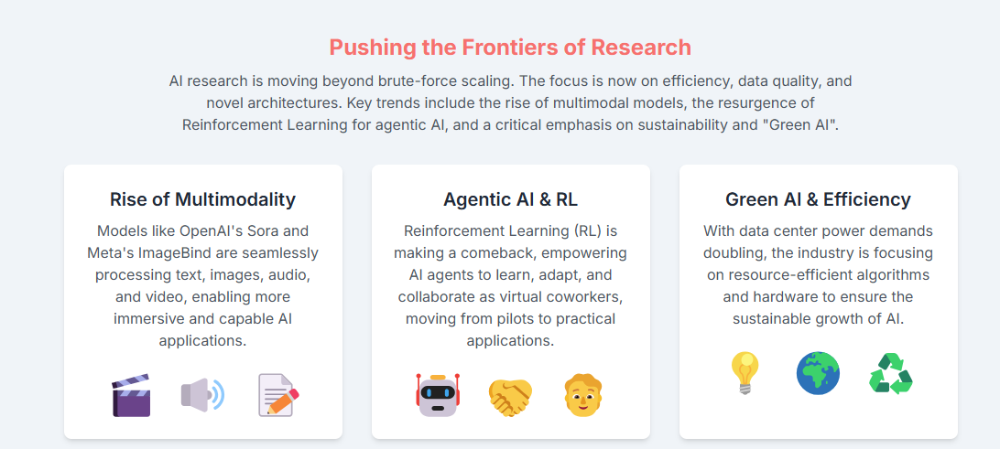 Pushing the Frontiers of Research
AI research is moving beyond brute-force scaling. The focus is now on efficiency, data quality, and
novel architectures. Key trends include the rise of multimodal models, the resurgence of
Reinforcement Learning for agentic AI, and a critical emphasis on sustainability and "Green AI".
Rise of Multimodality
Models like OpenAI's Sora and
Meta's ImageBind are seamlessly
processing text, images, audio,
and video, enabling more
immersive and capable AI
applications.
Agentic AI & RL
Reinforcement Learning (RL) is
making a comeback, empowering
AI agents to learn, adapt, and
collaborate as virtual coworkers,
moving from pilots to practical
applications.
Green AI & Efficiency
With data center power demands
doubling, the industry is focusing
on resource-efficient algorithms
and hardware to ensure the
sustainable growth of AI.